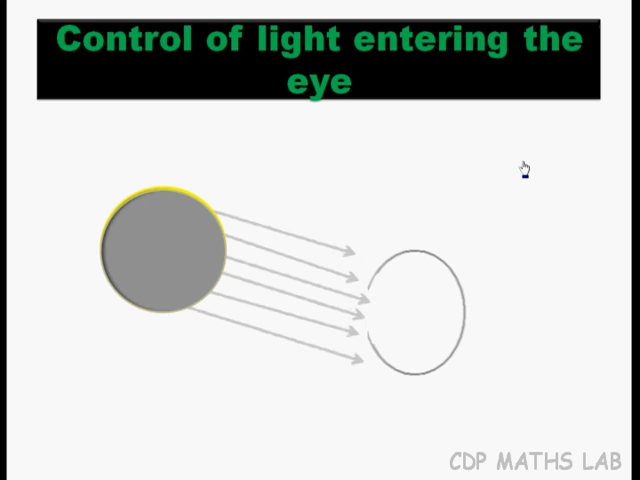 Control of light entering the
eye
CDP MATHS LAB